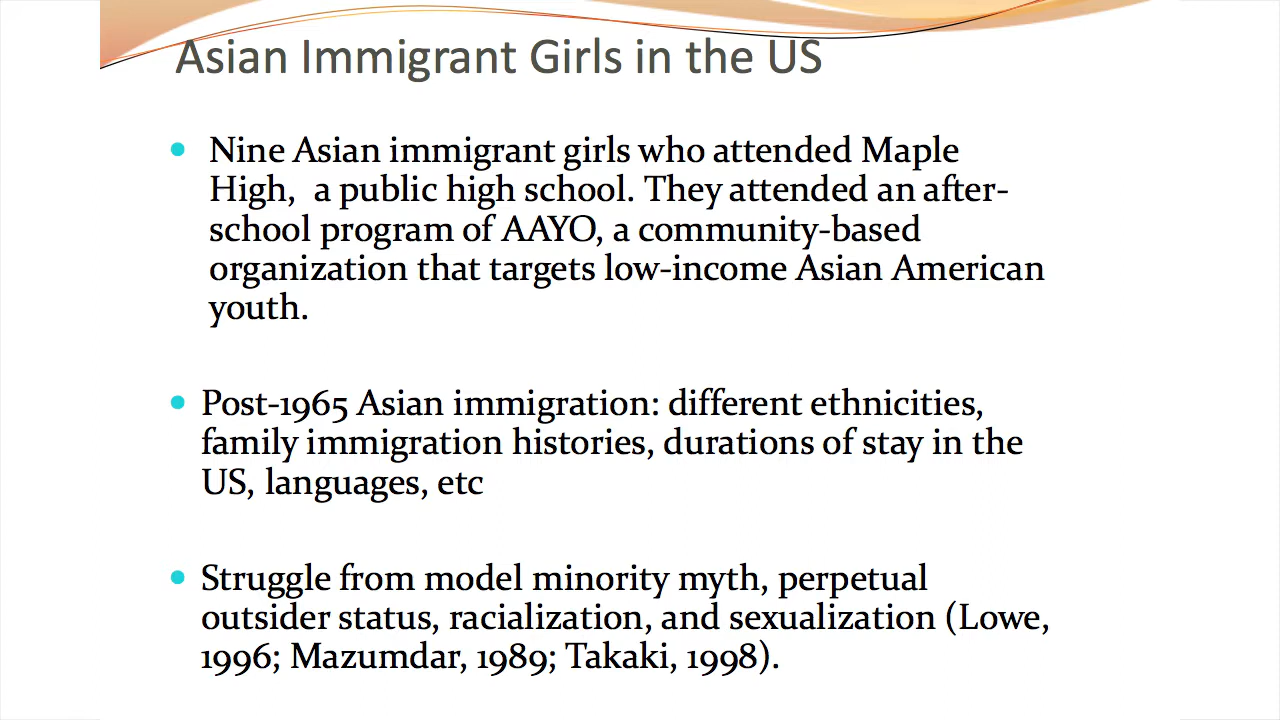 Asian Immigrant Girls in the US
• Nine Asian immigrant girls who attended Maple
High,  a public high school. They attended an after-
school program of AAYO, a community-based
organization that targets low-income Asian American
youth.
• Post-1965 Asian immigration: different ethnicities,
family immigration histories, durations of stay in the
US, languages, etc
• Struggle from model minority myth, perpetual
outsider status, racialization, and sexualization (Lowe,
1996; Mazumdar, 1989; Takaki, 1998).